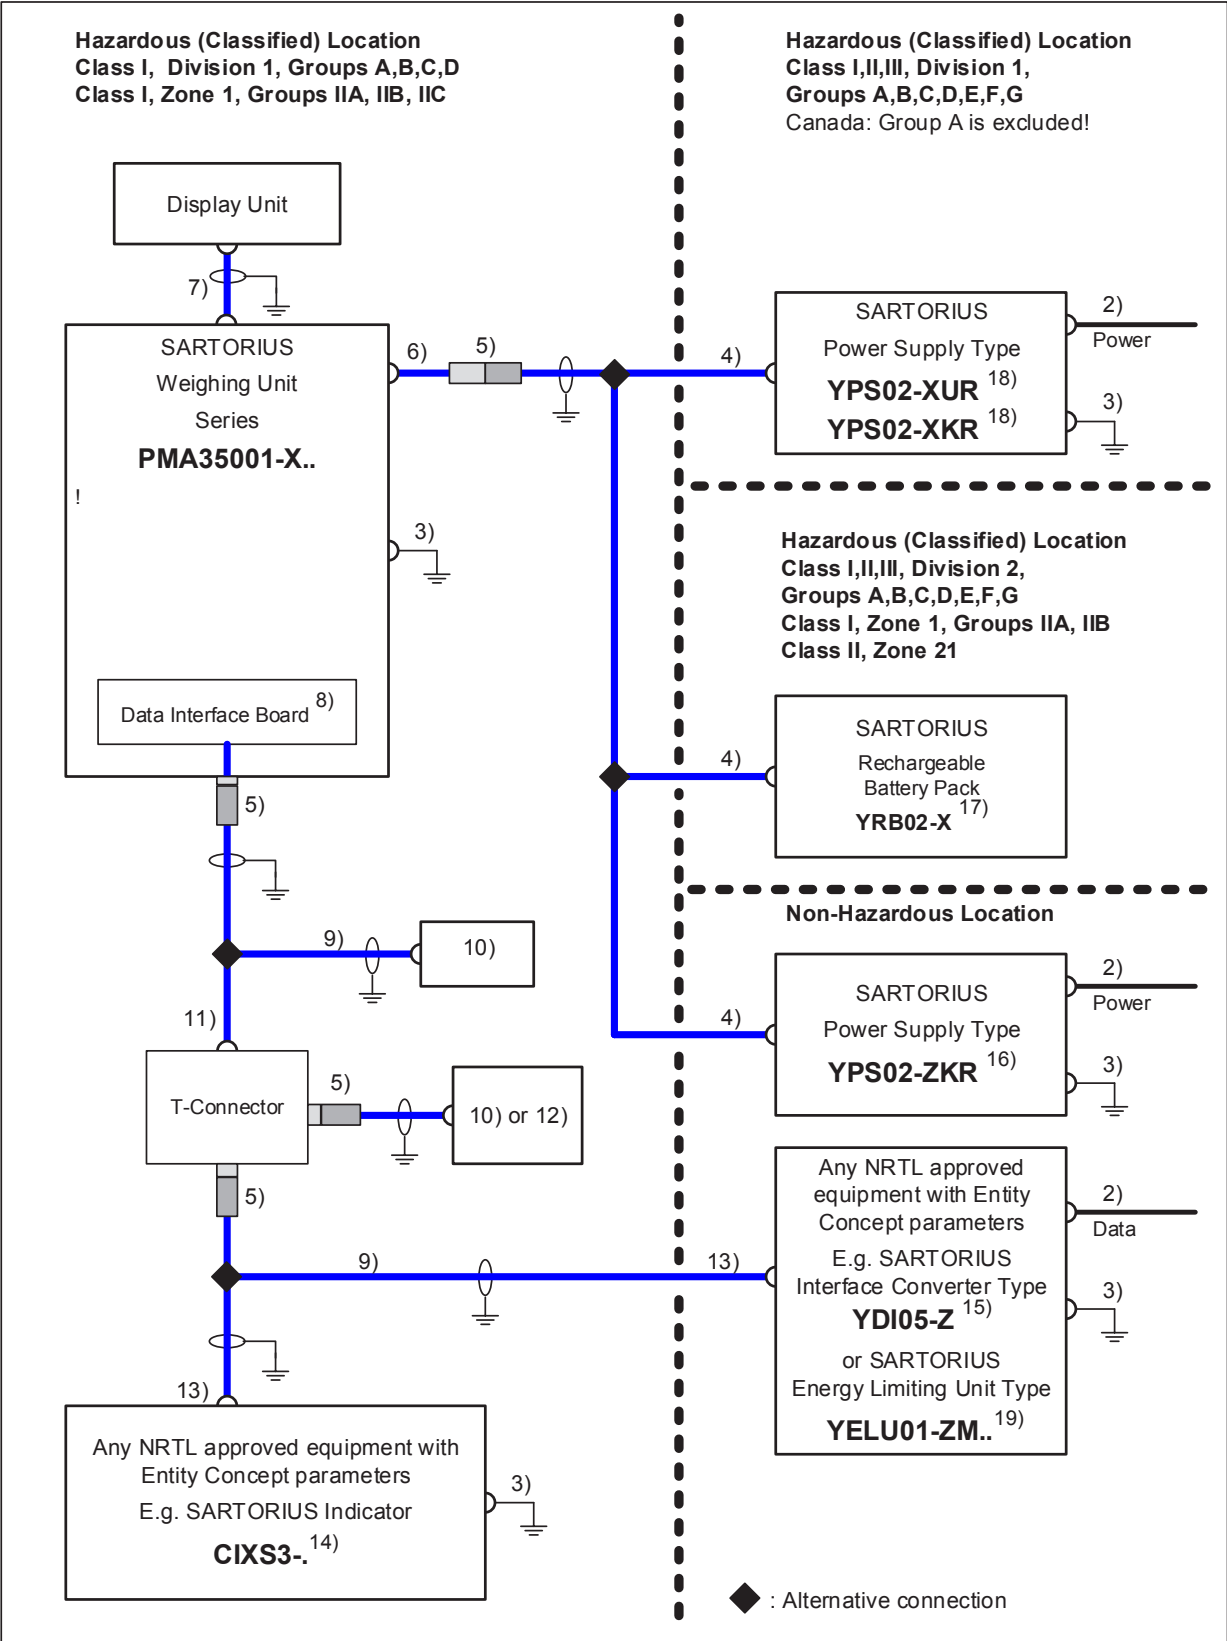 Hazardous (Classified) Location
Class I, Division 1, Groups A,B,C,D
Class I, Zone 1, Groups IIA, IIB, IIC
Display Unit
7)
SARTORIUS
Weighing Unit
Series
PMA35001-X..
!
6)
5)
4)
3)
Data Interface Board 8)
5)
9)
10)
11)
T-Connector
5)
10) or 12)
5)
9)
13)
13)
Any NRTL approved equipment with
Entity Concept parameters
E.g. SARTORIUS Indicator
CIXS3-. 14)
3)
Hazardous (Classified) Location
Class I,II,III, Division 1,
Groups A,B,C,D,E,F,G
Canada: Group A is excluded!
SARTORIUS
Power Supply Type
YPS02-XUR 18)
YPS02-XKR 18)
2)
Power
3)
Hazardous (Classified) Location
Class I,II,III, Division 2,
Groups A,B,C,D,E,F,G
Class I, Zone 1, Groups IIA, IIB
Class II, Zone 21
4)
SARTORIUS
Rechargeable
Battery Pack
YRB02-X 17)
Non-Hazardous Location
4)
SARTORIUS
Power Supply Type
YPS02-ZKR 16)
2)
Power
3)
Any NRTL approved
equipment with Entity
Concept parameters
E.g. SARTORIUS
Interface Converter Type
YDI05-Z 15)
or SARTORIUS
Energy Limiting Unit Type
YELU01-ZM.. 19)
2)
Data
3)
: Alternative connection